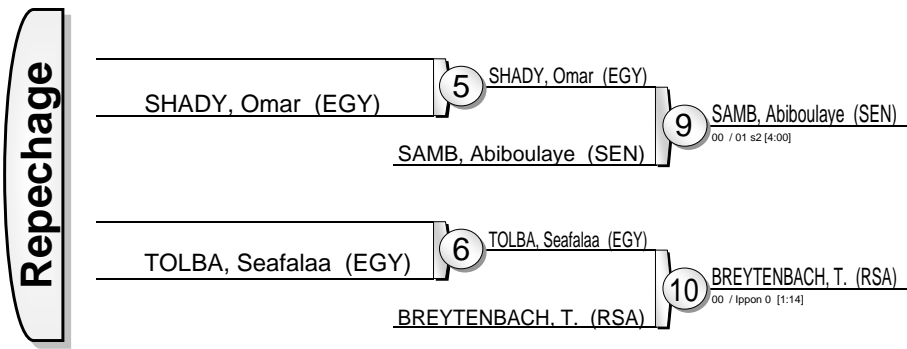 Repechage
SHADY, Omar (EGY)
5
SHADY, Omar (EGY)
SAMB, Abiboulaye (SEN)
9
SAMB, Abiboulaye (SEN)
00 / 01 s2 [4:00]
TOLBA, Seafalaa (EGY)
6
TOLBA, Seafalaa (EGY)
BREYTENBACH, T. (RSA)
10
BREYTENBACH, T. (RSA)
00 / Ippon 0 [1:14]